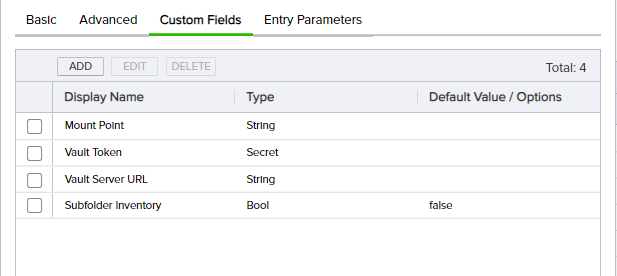 Basic Advanced Custom Fields Entry Parameters
ADD EDIT DELETE Total: 4
Display Name Type Default Value / Options
Mount Point String
Vault Token Secret
Vault Server URL String
Subfolder Inventory Bool false